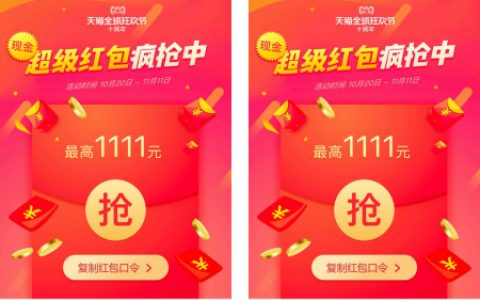 天猫全球狂欢节
十周年
现金
超级红包疯抢中
活动时间 10月20日 – 11月11日
¥
¥
最高1111元
抢
¥
¥
复制红包口令 >
天猫全球狂欢节
十周年
现金
超级红包疯抢中
活动时间 10月20日 – 11月11日
¥
¥
最高1111元
抢
¥
¥
复制红包口令 >